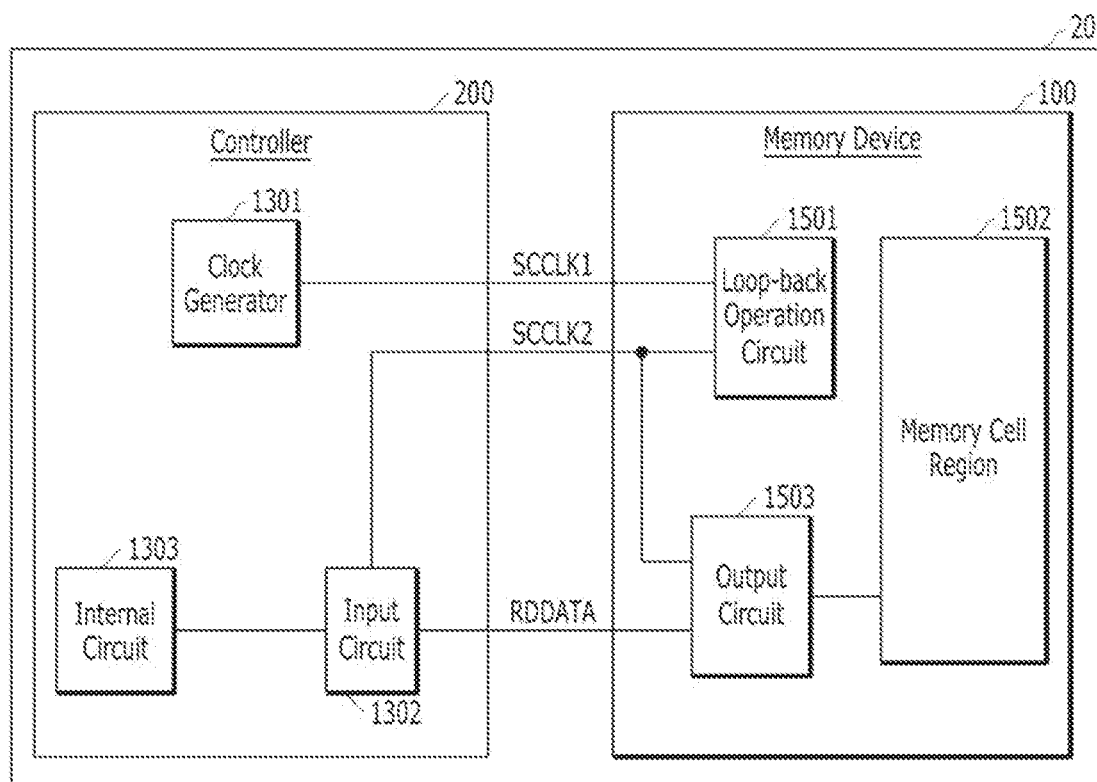 20
200
100
Controller
Memory Device
1301
1501
1502
Clock
Generator
SCCLK1
Loop-back
Operation
Circuit
SCCLK2
Memory Cell
Region
1503
1303
Internal
Circuit
Input
Circuit
RDDATA
Output
Circuit
1302